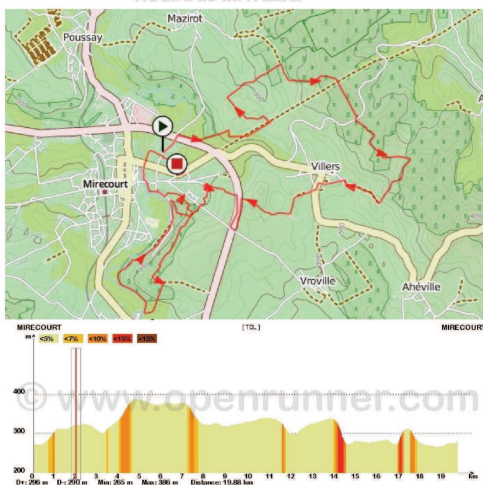 Mazirot
Poussay
Villers
Mirecourt
Vroville
Ahéville
MIRECOURT [TDL] MIRECOURT
m <5% <7% <10% <15% >15%
400
© www.openrunner.com
300
200
0 1 2 3 4 5 6 7 8 9 10 11 12 13 14 15 16 17 18 19 Km
D+: 296 m D-: 290 m Min: 265 m Max: 386 m Distance: 19.88 km